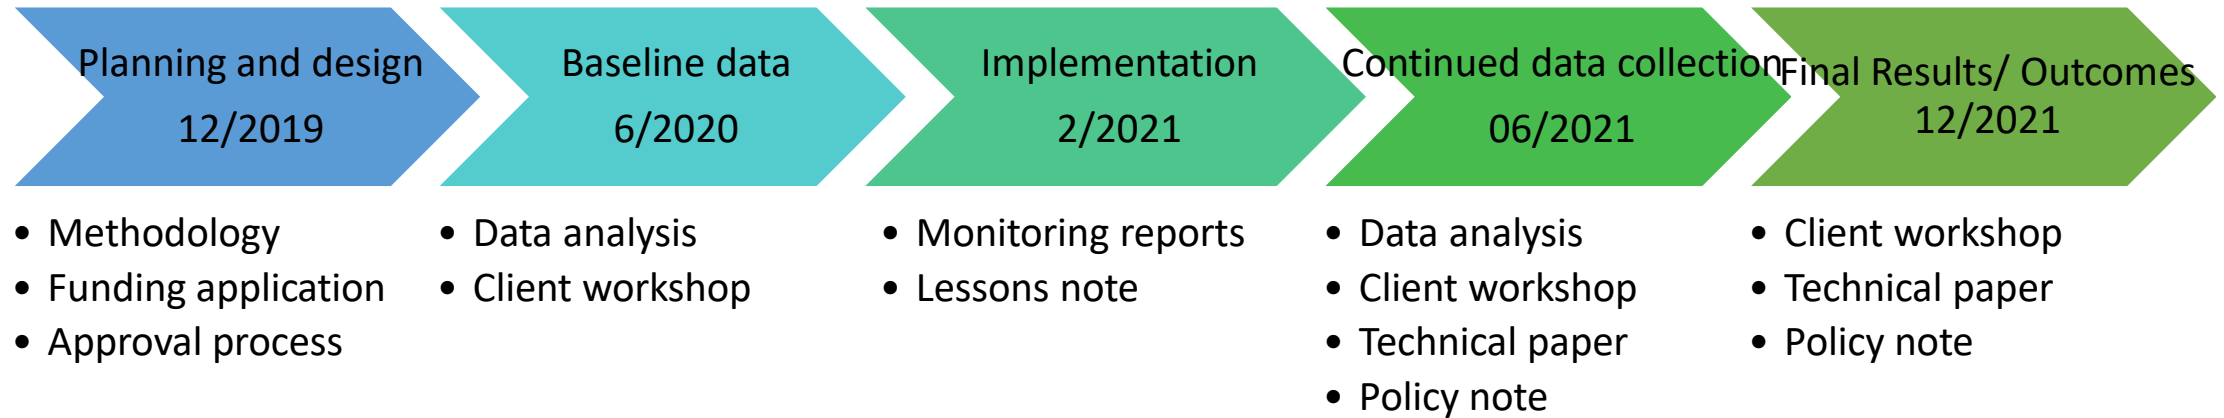 Planning and design
12/2019
• Methodology
• Funding application
• Approval process
Baseline data
6/2020
• Data analysis
• Client workshop
Implementation
2/2021
• Monitoring reports
• Lessons note
Continued data collection
06/2021
• Data analysis
• Client workshop
• Technical paper
• Policy note
Final Results/ Outcomes
12/2021
• Client workshop
• Technical paper
• Policy note